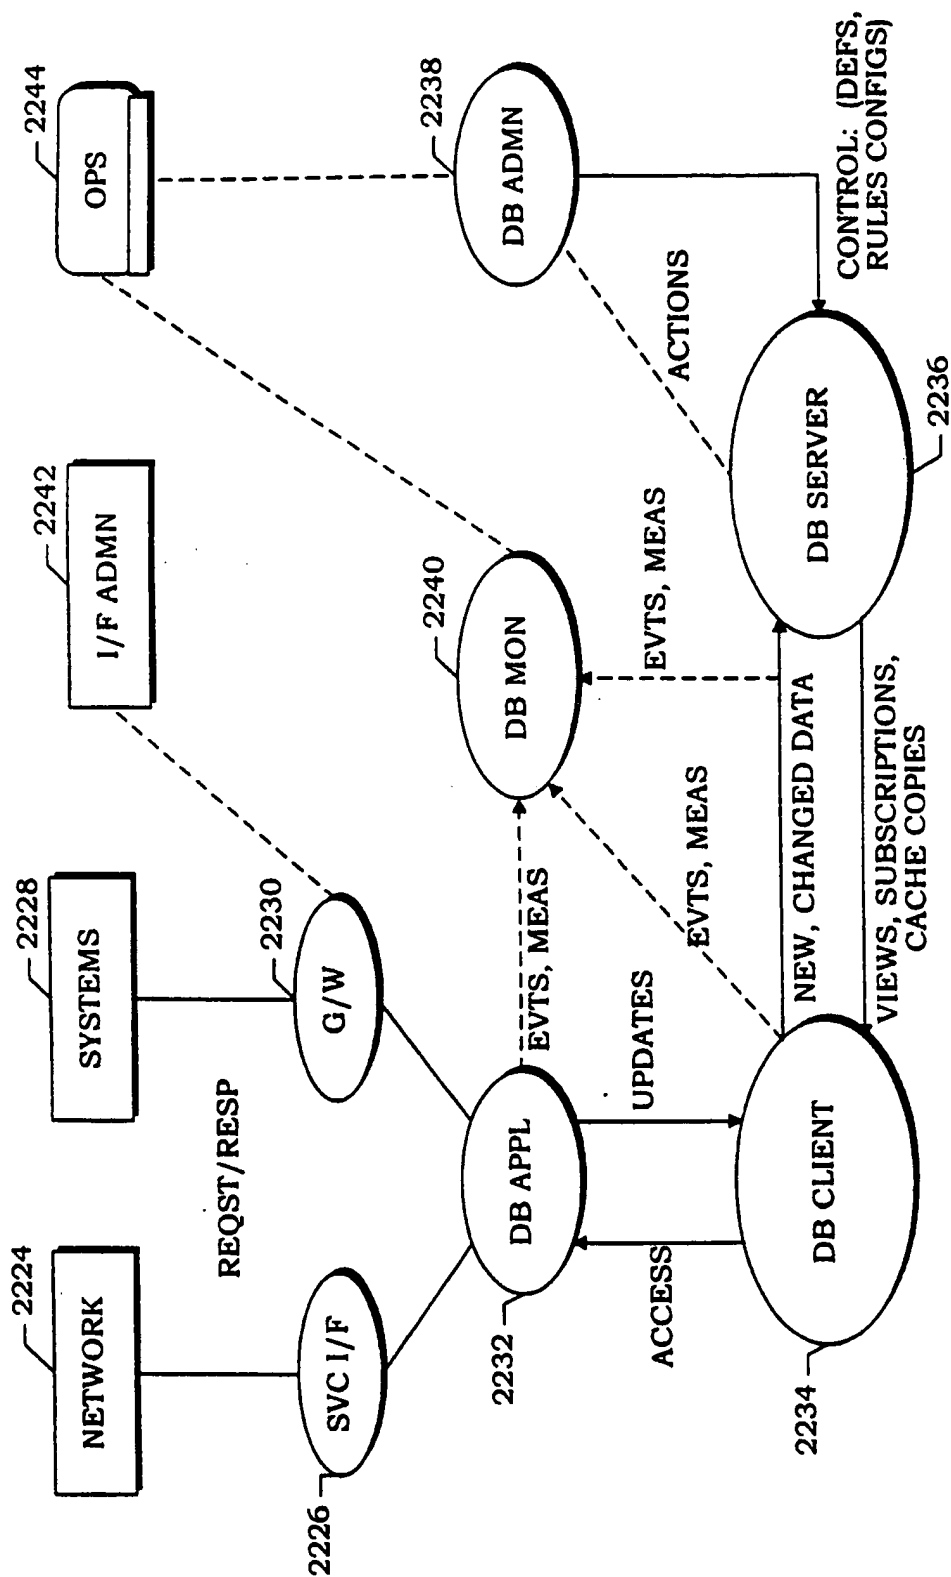 2224
NETWORK
2228
SYSTEMS
2242
I/F ADMN
2244
OPS
REQST/RESP
2226
SVC I/F
2230
G/W
2232
DB APPL
EVTS, MEAS
2240
DB MON
2238
DB ADMN
ACCESS
UPDATES
EVTS, MEAS
EVTS, MEAS
ACTIONS
2234
DB CLIENT
NEW, CHANGED DATA
VIEWS, SUBSCRIPTIONS,
CACHE COPIES
DB SERVER
2236
CONTROL: (DEFS,
RULES CONFIGS)